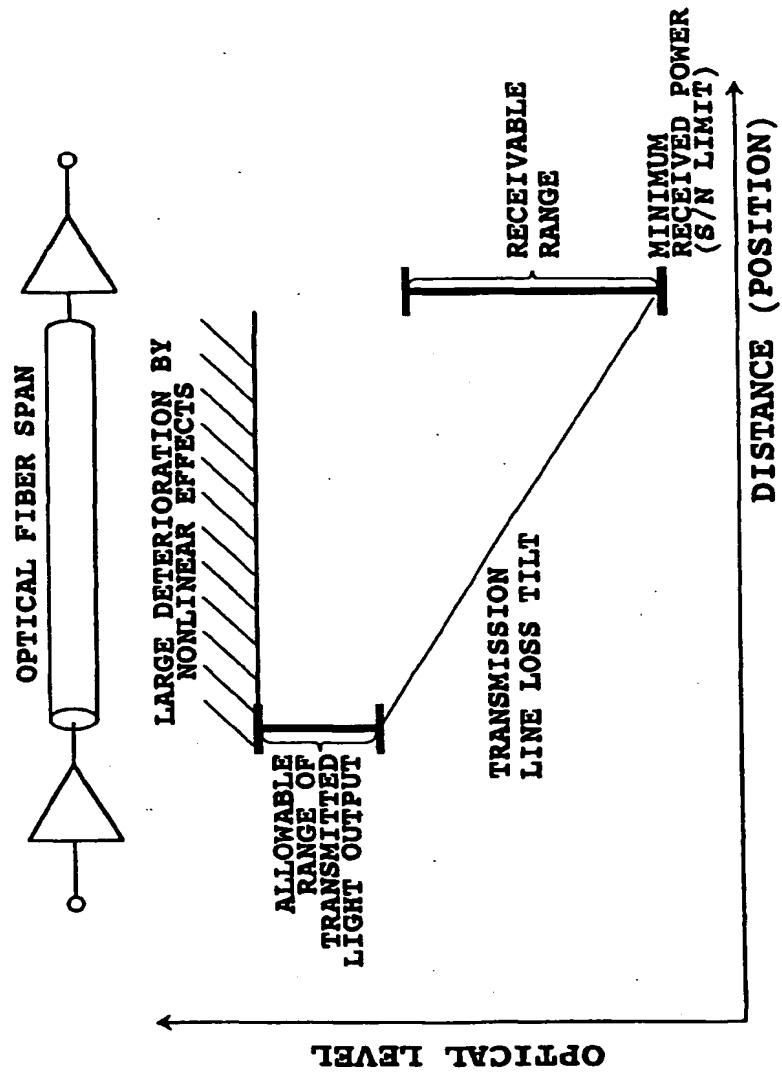 OPTICAL FIBER SPAN
LARGE DETERIORATION BY
NONLINEAR EFFECTS
ALLOWABLE
RANGE OF
TRANSMITTED
LIGHT OUTPUT
TRANSMISSION
LINE LOSS TILT
RECEIVABLE
RANGE
MINIMUM
RECEIVED POWER
(S/N LIMIT)
OPTICAL LEVEL
DISTANCE (POSITION)